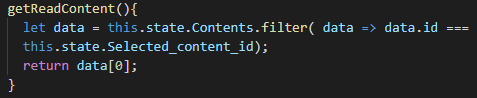 getReadContent(){
let data = this.state.Contents.filter( data => data.id ===
this.state.Selected_content_id);
return data[0];
}